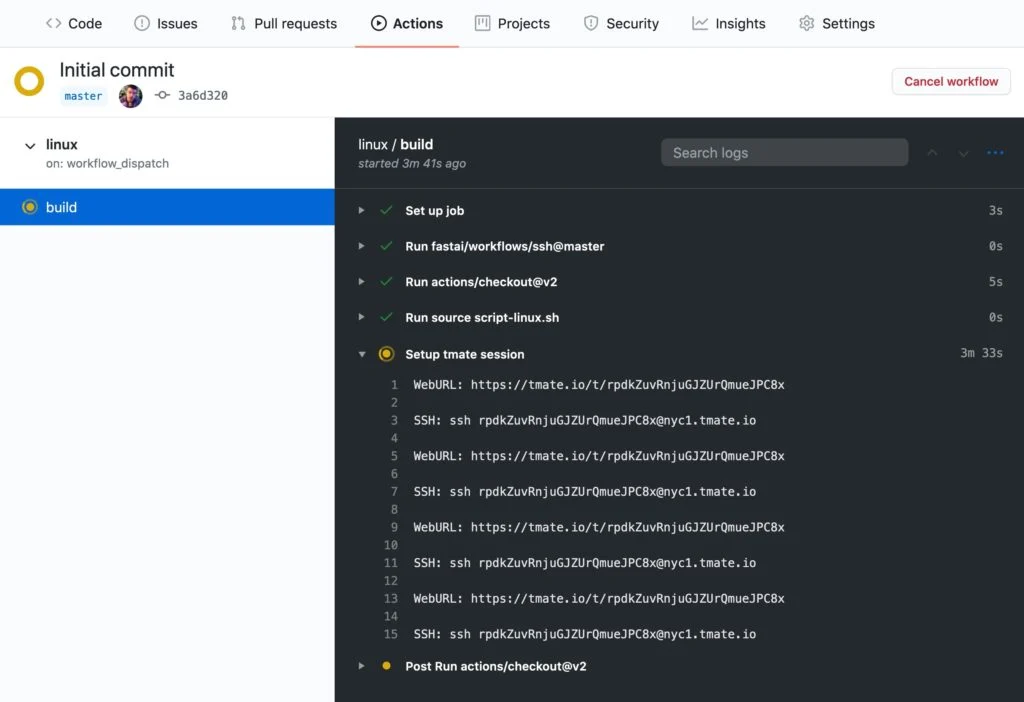 Code Issues Pull requests Actions Projects Security Insights Settings
Initial commit
master 3a6d320
Cancel workflow
linux
on: workflow_dispatch
build
linux / build
started 3m 41s ago
Search logs
Set up job 3s
Run fastai/workflows/ssh@master 0s
Run actions/checkout@v2 5s
Run source script-linux.sh 0s
Setup tmate session 3m 33s
1 WebURL: https://tmate.io/t/rpdkZuvRnjuGJZUrQmueJPC8x
2
3 SSH: ssh rpdkZuvRnjuGJZUrQmueJPC8x@nyc1.tmate.io
4
5 WebURL: https://tmate.io/t/rpdkZuvRnjuGJZUrQmueJPC8x
6
7 SSH: ssh rpdkZuvRnjuGJZUrQmueJPC8x@nyc1.tmate.io
8
9 WebURL: https://tmate.io/t/rpdkZuvRnjuGJZUrQmueJPC8x
10
11 SSH: ssh rpdkZuvRnjuGJZUrQmueJPC8x@nyc1.tmate.io
12
13 WebURL: https://tmate.io/t/rpdkZuvRnjuGJZUrQmueJPC8x
14
15 SSH: ssh rpdkZuvRnjuGJZUrQmueJPC8x@nyc1.tmate.io
Post Run actions/checkout@v2